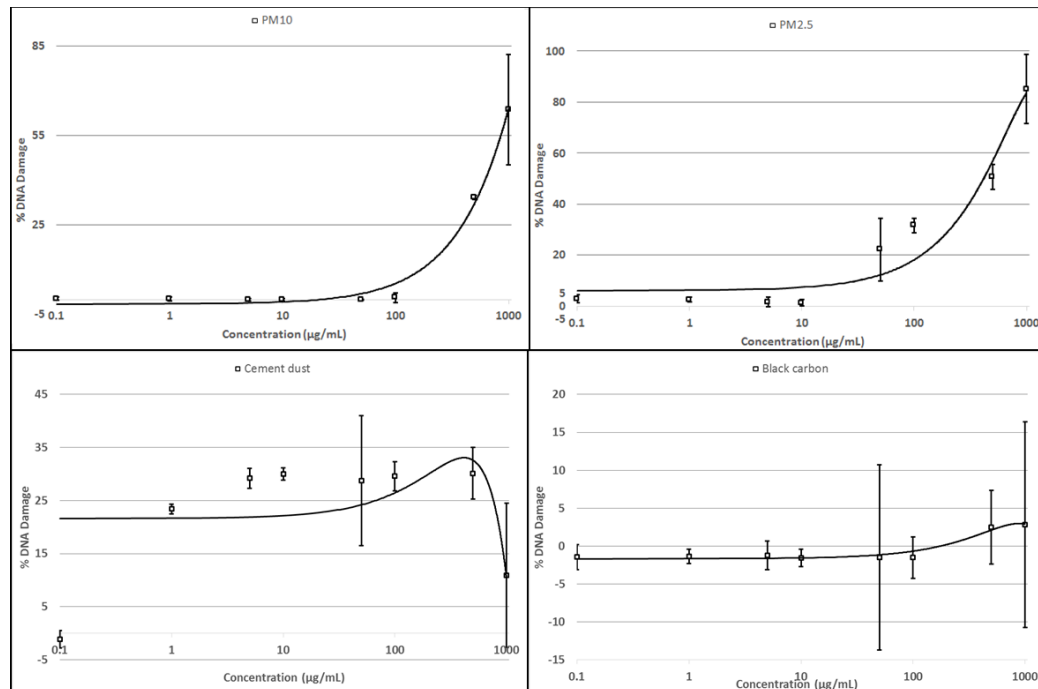 PM10
85
55
25
-5
% DNA Damage
0.1 1 10 100 1000
Concentration (µg/mL)
PM2.5
100
80
60
40
20
5
0
-5
% DNA Damage
0.1 1 10 100 1000
Concentration (µg/mL)
Cement dust
45
35
25
15
5
-5
% DNA Damage
0.1 1 10 100 1000
Concentration (µg/mL)
Black carbon
20
15
10
5
0
-5
-10
-15
% DNA Damage
0.1 1 10 100 1000
Concentration (µg/mL)